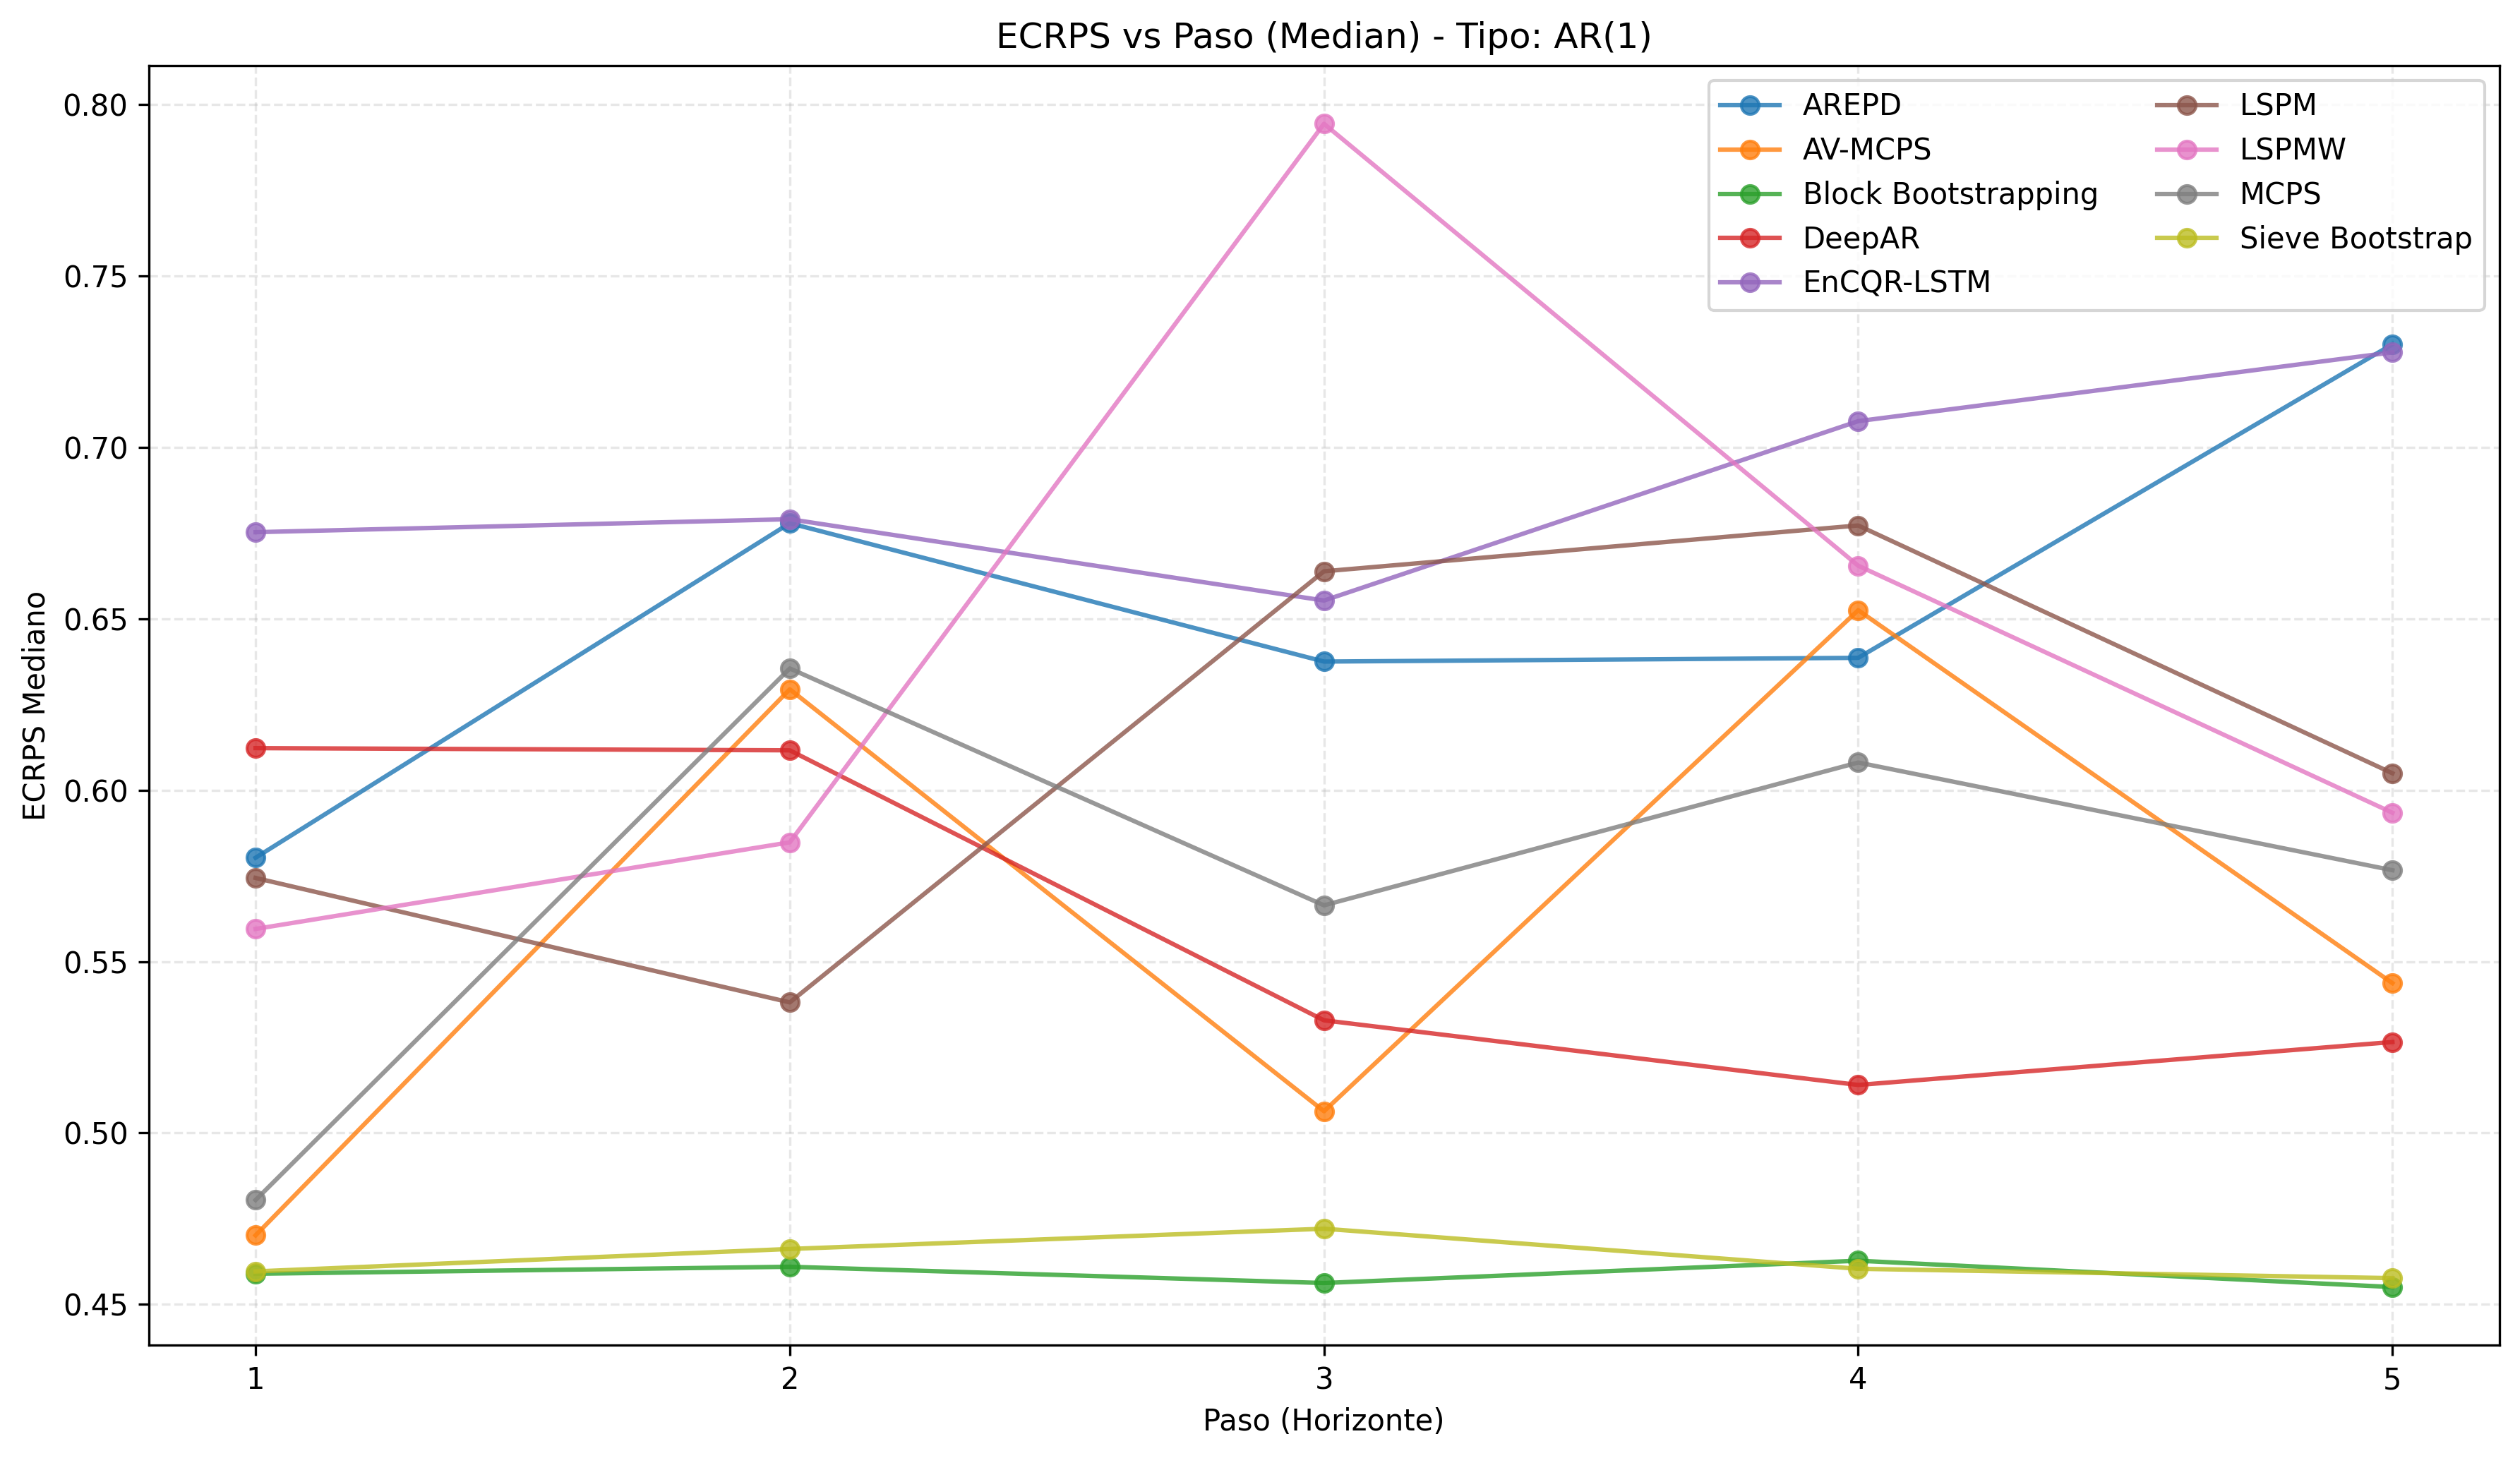 ECRPS vs Paso (Median) - Tipo: AR(1)
ECRPS Mediano
0.80
0.75
0.70
0.65
0.60
0.55
0.50
0.45
AREPD
AV-MCPS
Block Bootstrapping
DeepAR
EnCQR-LSTM
LSPM
LSPMW
MCPS
Sieve Bootstrap
1 2 3 4 5
Paso (Horizonte)